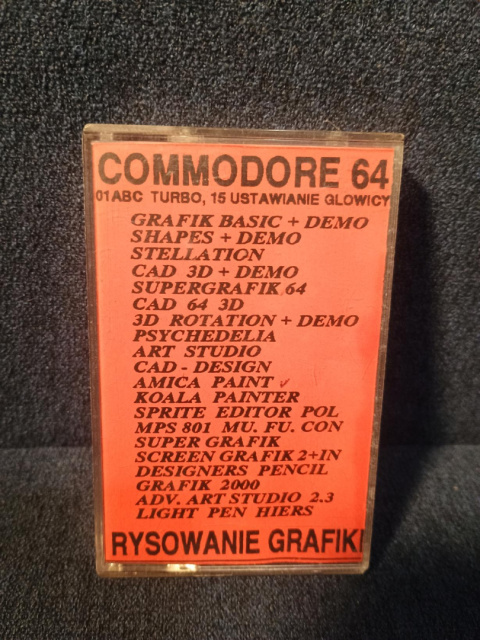 COMMODORE 64
01ABC TURBO, 15 USTAWIANIE GLOWICY
GRAFIK BASIC + DEMO
SHAPES + DEMO
STELLATION
CAD 3D + DEMO
SUPERGRAFIK 64
CAD 64 3D
3D ROTATION + DEMO
PSYCHEDELIA
ART STUDIO
CAD - DESIGN
AMICA PAINT
KOALA PAINTER
SPRITE EDITOR POL
MPS 801 MU. FU. CON
SUPER GRAFIK
SCREEN GRAFIK 2+IN
DESIGNERS PENCIL
GRAFIK 2000
ADV. ART STUDIO 2.3
LIGHT PEN HIERS
RYSOWANIE GRAFIKI